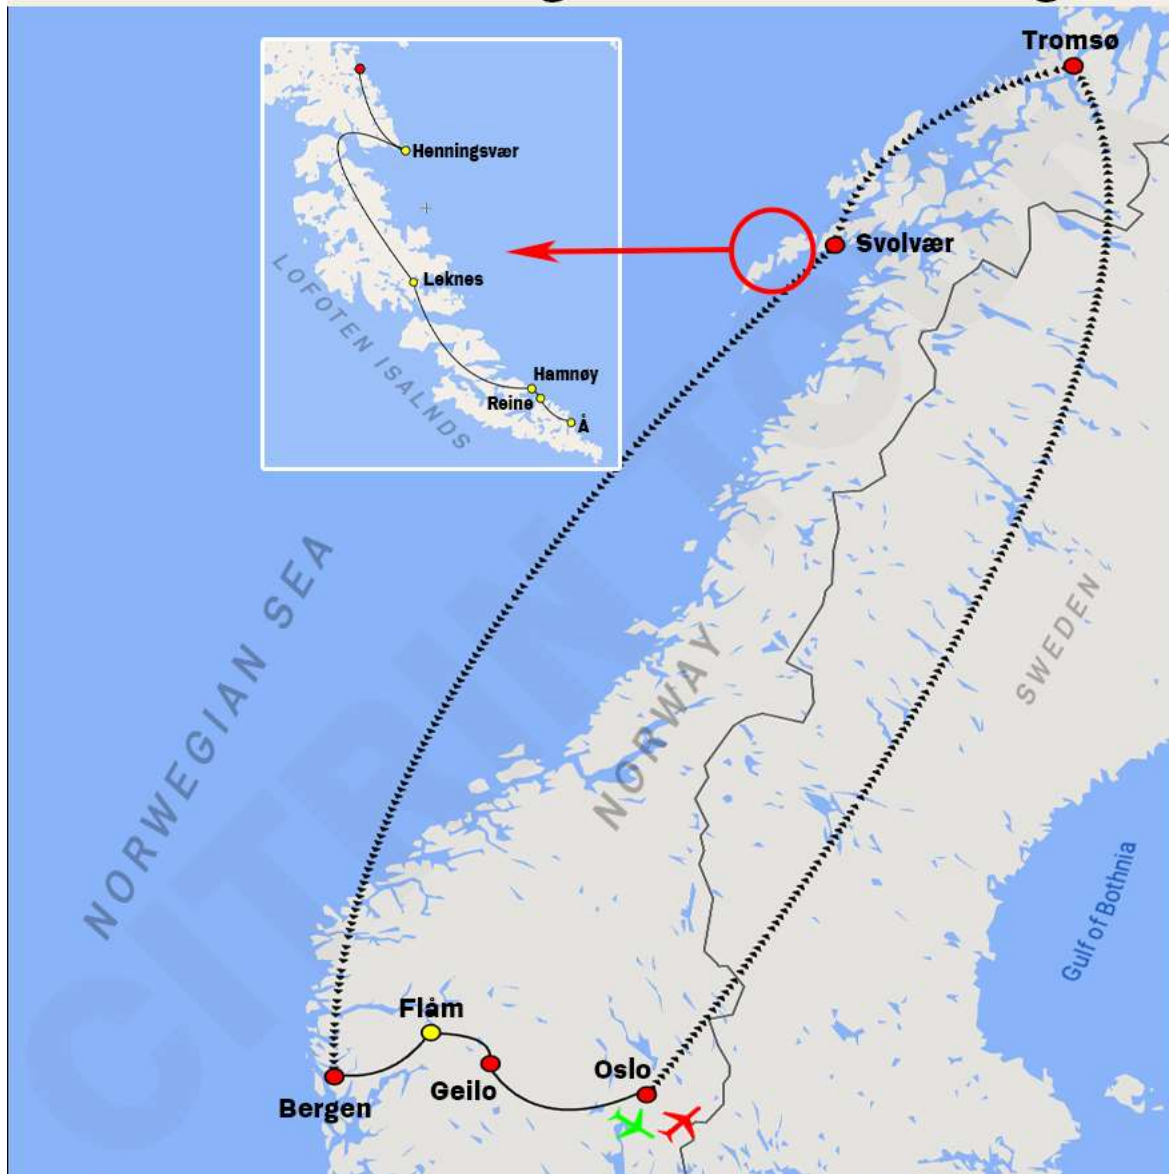 Tromsø
Henningsvær
Svolvær
Leknes
LOFOTEN ISALNDS
Hamnøy
Reine
Å
NORWEGIAN SEA
NORWAY
SWEDEN
Gulf of Bothnia
Flåm
Geilo
Oslo
Bergen